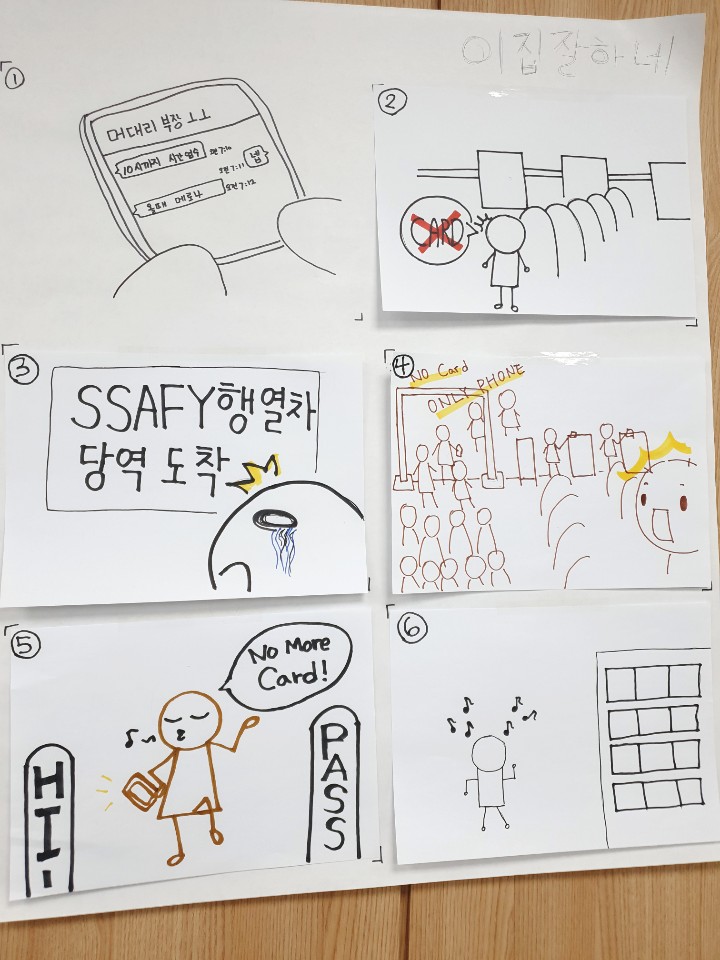 이집잘하네
①
머대리 부장 ㅗㅗ
10시까지 시간엄수 오전 7:10
오전 7:11 넵
올때 메로나 오전 7:12
②
CARD
③
SSAFY행 열차
당역 도착
④
No Card
ONLY PHONE
⑤
No More
Card!
HI-
PASS
⑥